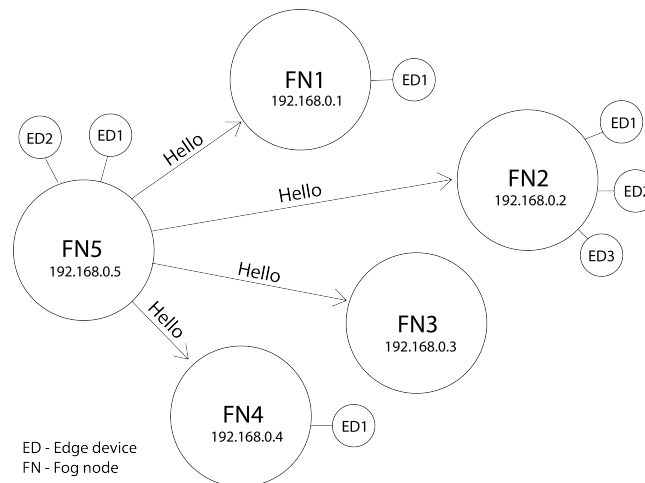 FN1
192.168.0.1
ED1
ED2
ED1
Hello
ED1
FN2
192.168.0.2
ED2
ED3
Hello
FN5
192.168.0.5
Hello
FN3
192.168.0.3
Hello
FN4
192.168.0.4
ED1
ED - Edge device
FN - Fog node